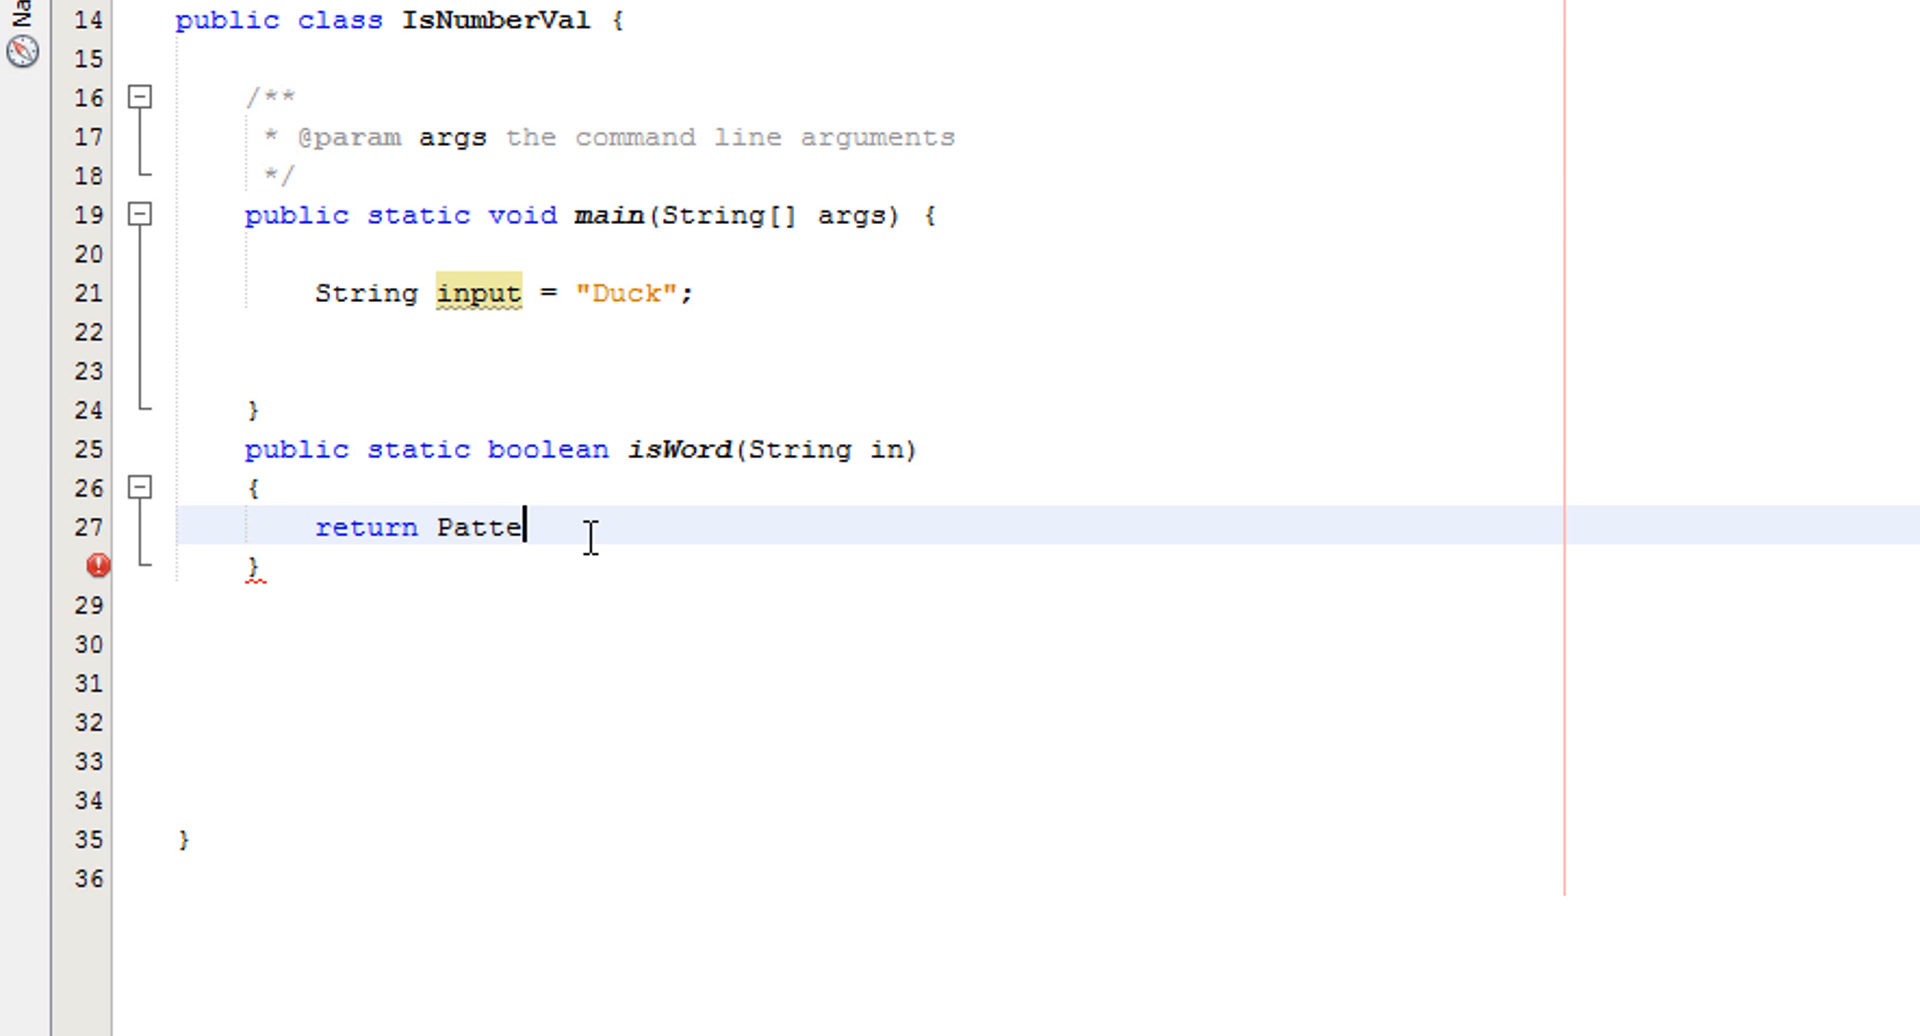 Na
14 public class IsNumberVal {
15
16 /**
17 * @param args the command line arguments
18 */
19 public static void main(String[] args) {
20
21 String input = "Duck";
22
23
24 }
25 public static boolean isWord(String in)
26 {
27 return Patte
}
29
30
31
32
33
34
35 }
36